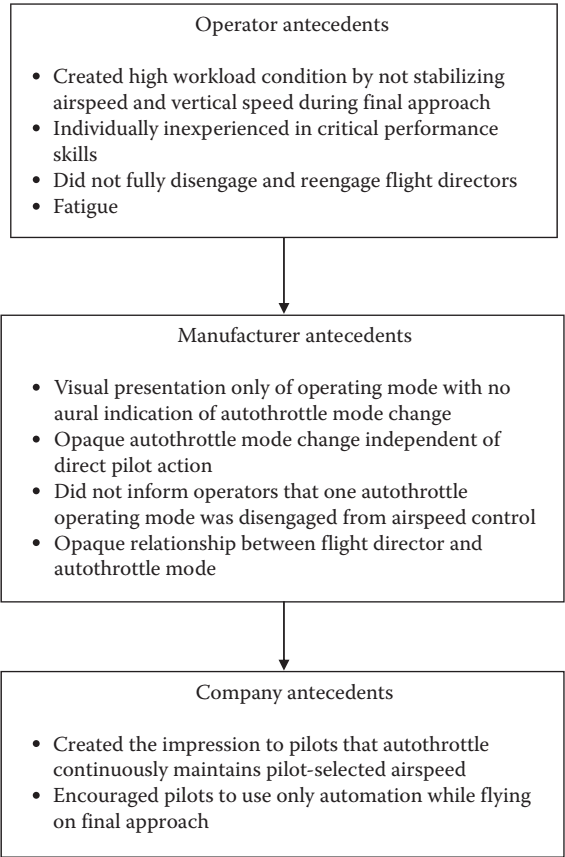 Operator antecedents
• Created high workload condition by not stabilizing
airspeed and vertical speed during final approach
• Individually inexperienced in critical performance
skills
• Did not fully disengage and reengage flight directors
• Fatigue
Manufacturer antecedents
• Visual presentation only of operating mode with no
aural indication of autothrottle mode change
• Opaque autothrottle mode change independent of
direct pilot action
• Did not inform operators that one autothrottle
operating mode was disengaged from airspeed control
• Opaque relationship between flight director and
autothrottle mode
Company antecedents
• Created the impression to pilots that autothrottle
continuously maintains pilot-selected airspeed
• Encouraged pilots to use only automation while flying
on final approach